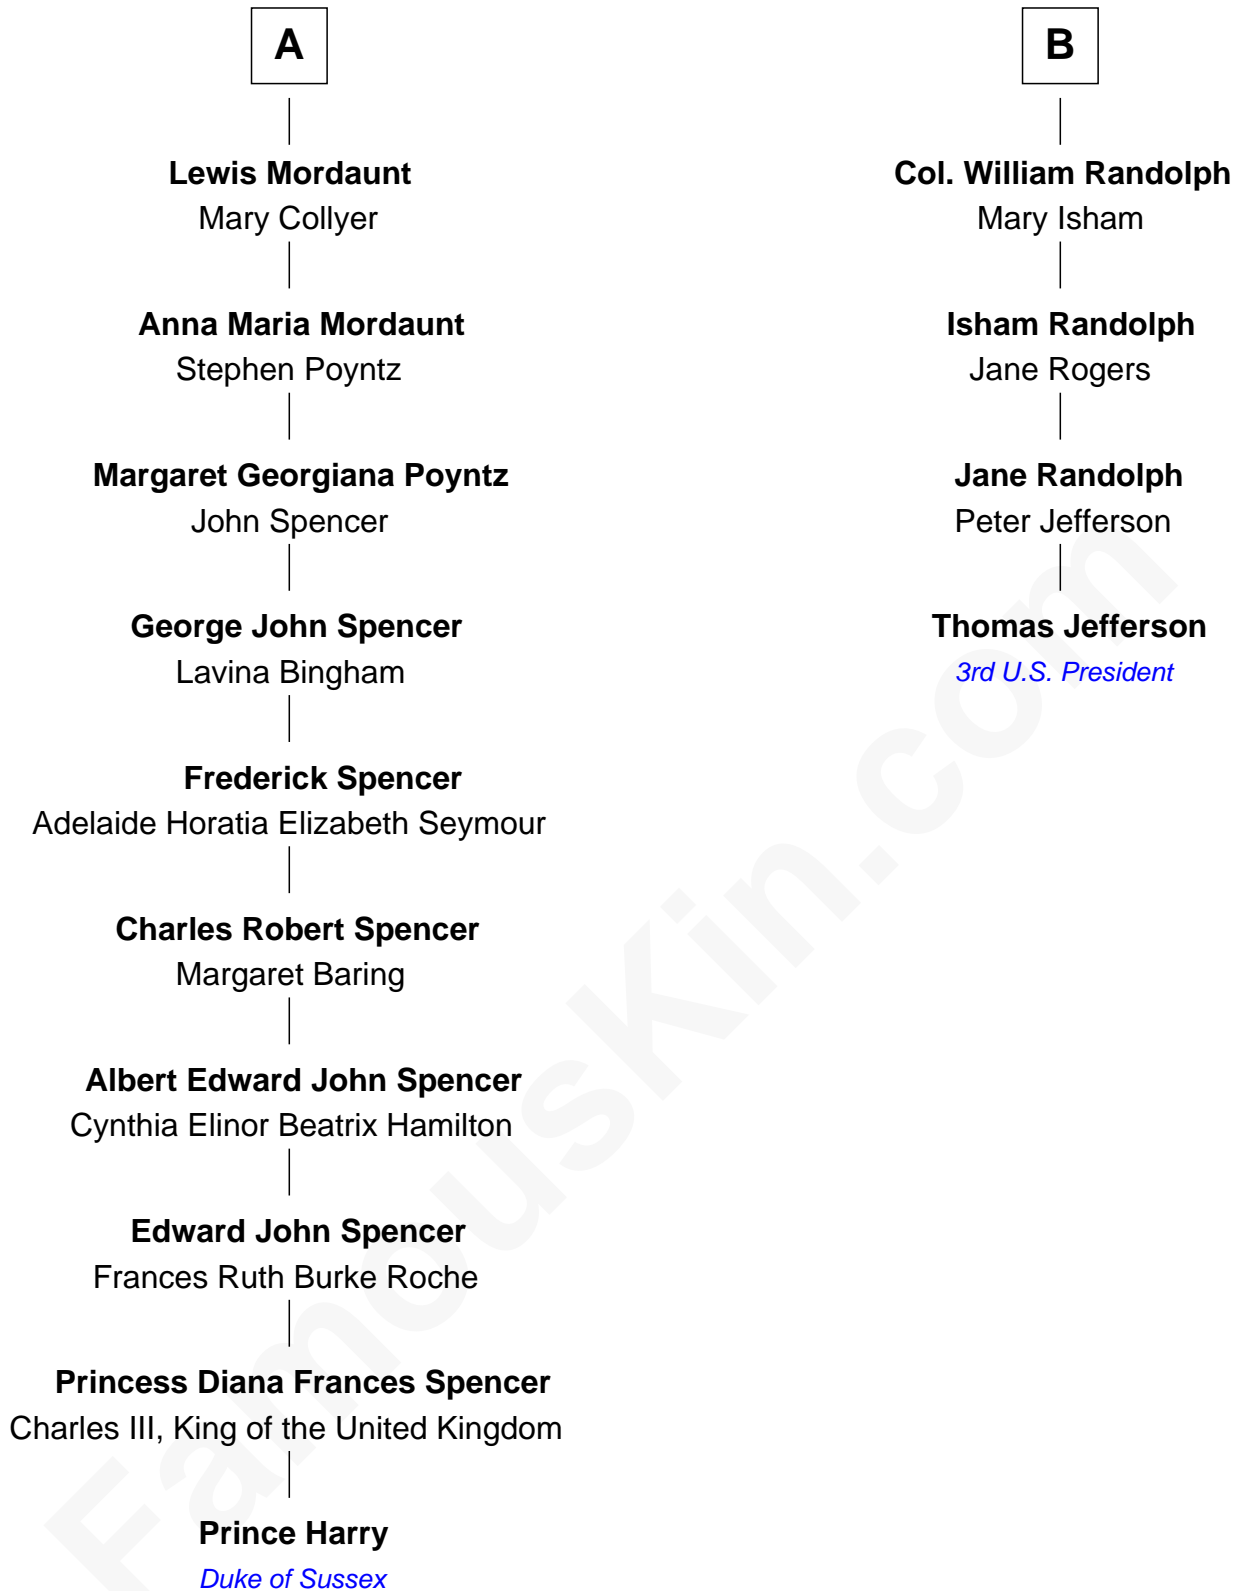 A
Lewis Mordaunt
Mary Collyer
Anna Maria Mordaunt
Stephen Poyntz
Margaret Georgiana Poyntz
John Spencer
George John Spencer
Lavina Bingham
Frederick Spencer
Adelaide Horatia Elizabeth Seymour
Charles Robert Spencer
Margaret Baring
Albert Edward John Spencer
Cynthia Elinor Beatrix Hamilton
Edward John Spencer
Frances Ruth Burke Roche
Princess Diana Frances Spencer
Charles III, King of the United Kingdom
Prince Harry
Duke of Sussex
B
Col. William Randolph
Mary Isham
Isham Randolph
Jane Rogers
Jane Randolph
Peter Jefferson
Thomas Jefferson
3rd U.S. President
FamousKin.com